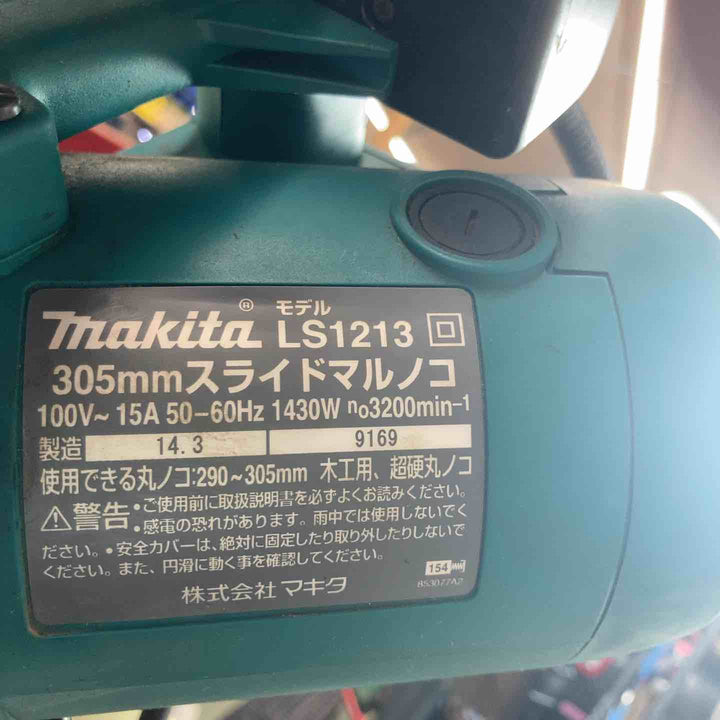 makita® モデル LS1213
305mmスライドマルノコ
100V~ 15A 50-60Hz 1430W n₀3200min-1
製造 14.3 9169
使用できる丸ノコ:290~305mm 木工用、超硬丸ノコ
⚠警告 •ご使用前に取扱説明書を必ずよくお読みください。
•感電の恐れがあります。雨中では使用しないでく
ださい。•安全カバーは、絶対に固定したり取り外したりしないで
ください。また、円滑に動く事を確認してください。
154
853077A2
株式会社 マキタ